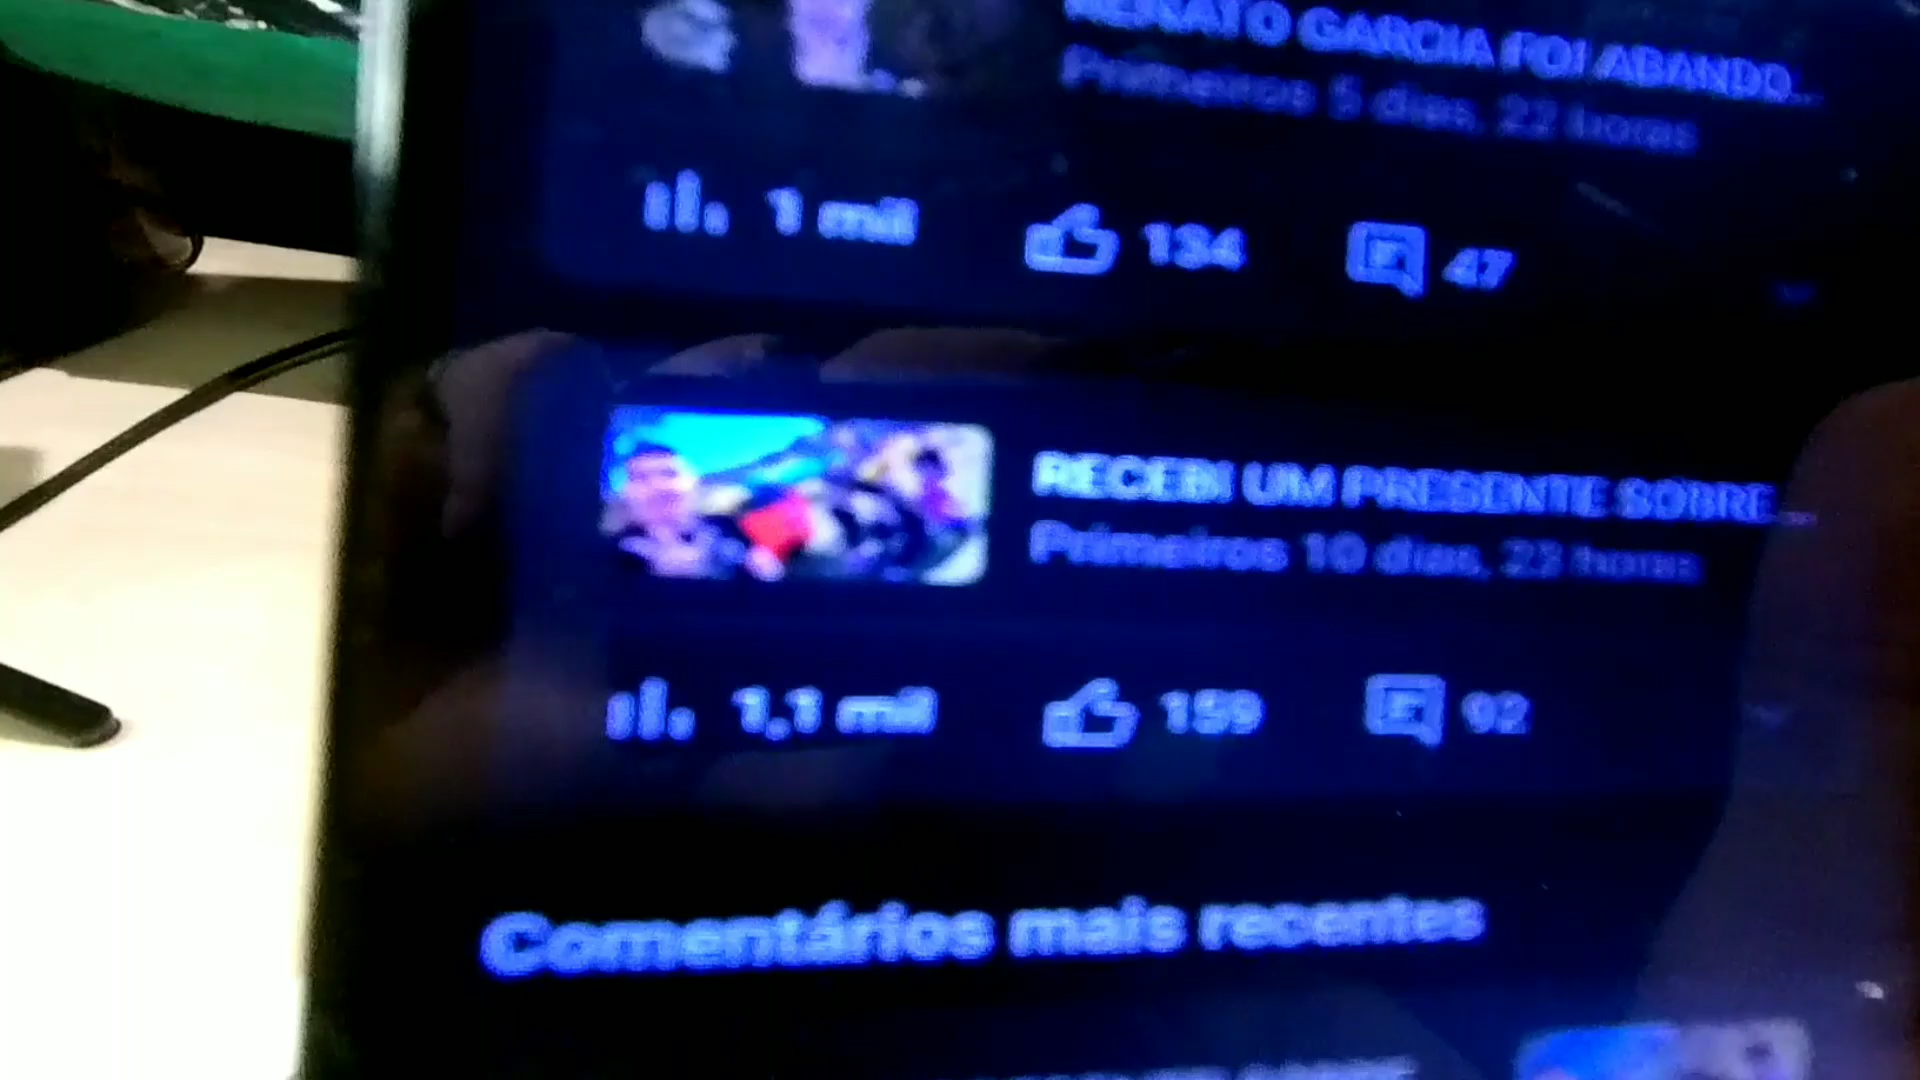 RENATO GARCIA FOI ABANDO...
Primeiros 5 dias, 22 horas
1 mil 134 47
RECEBI UM PRESENTE SOBRE
Primeiros 10 dias, 23 horas
1,1 mil 159 92
Comentários mais recentes